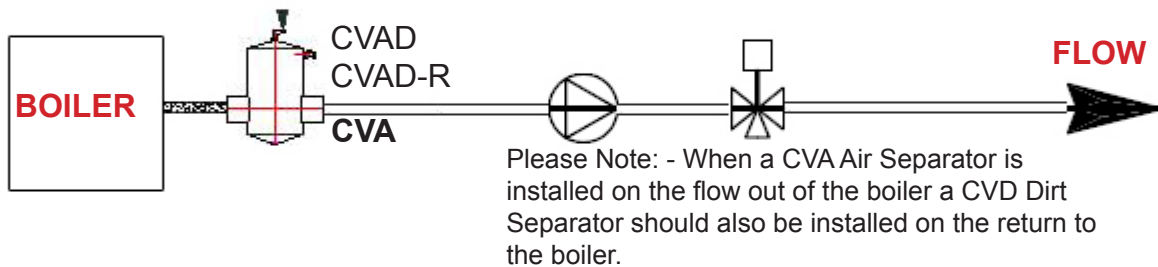 BOILER
CVAD
CVAD-R
CVA
FLOW
Please Note: - When a CVA Air Separator is
installed on the flow out of the boiler a CVD Dirt
Separator should also be installed on the return to
the boiler.